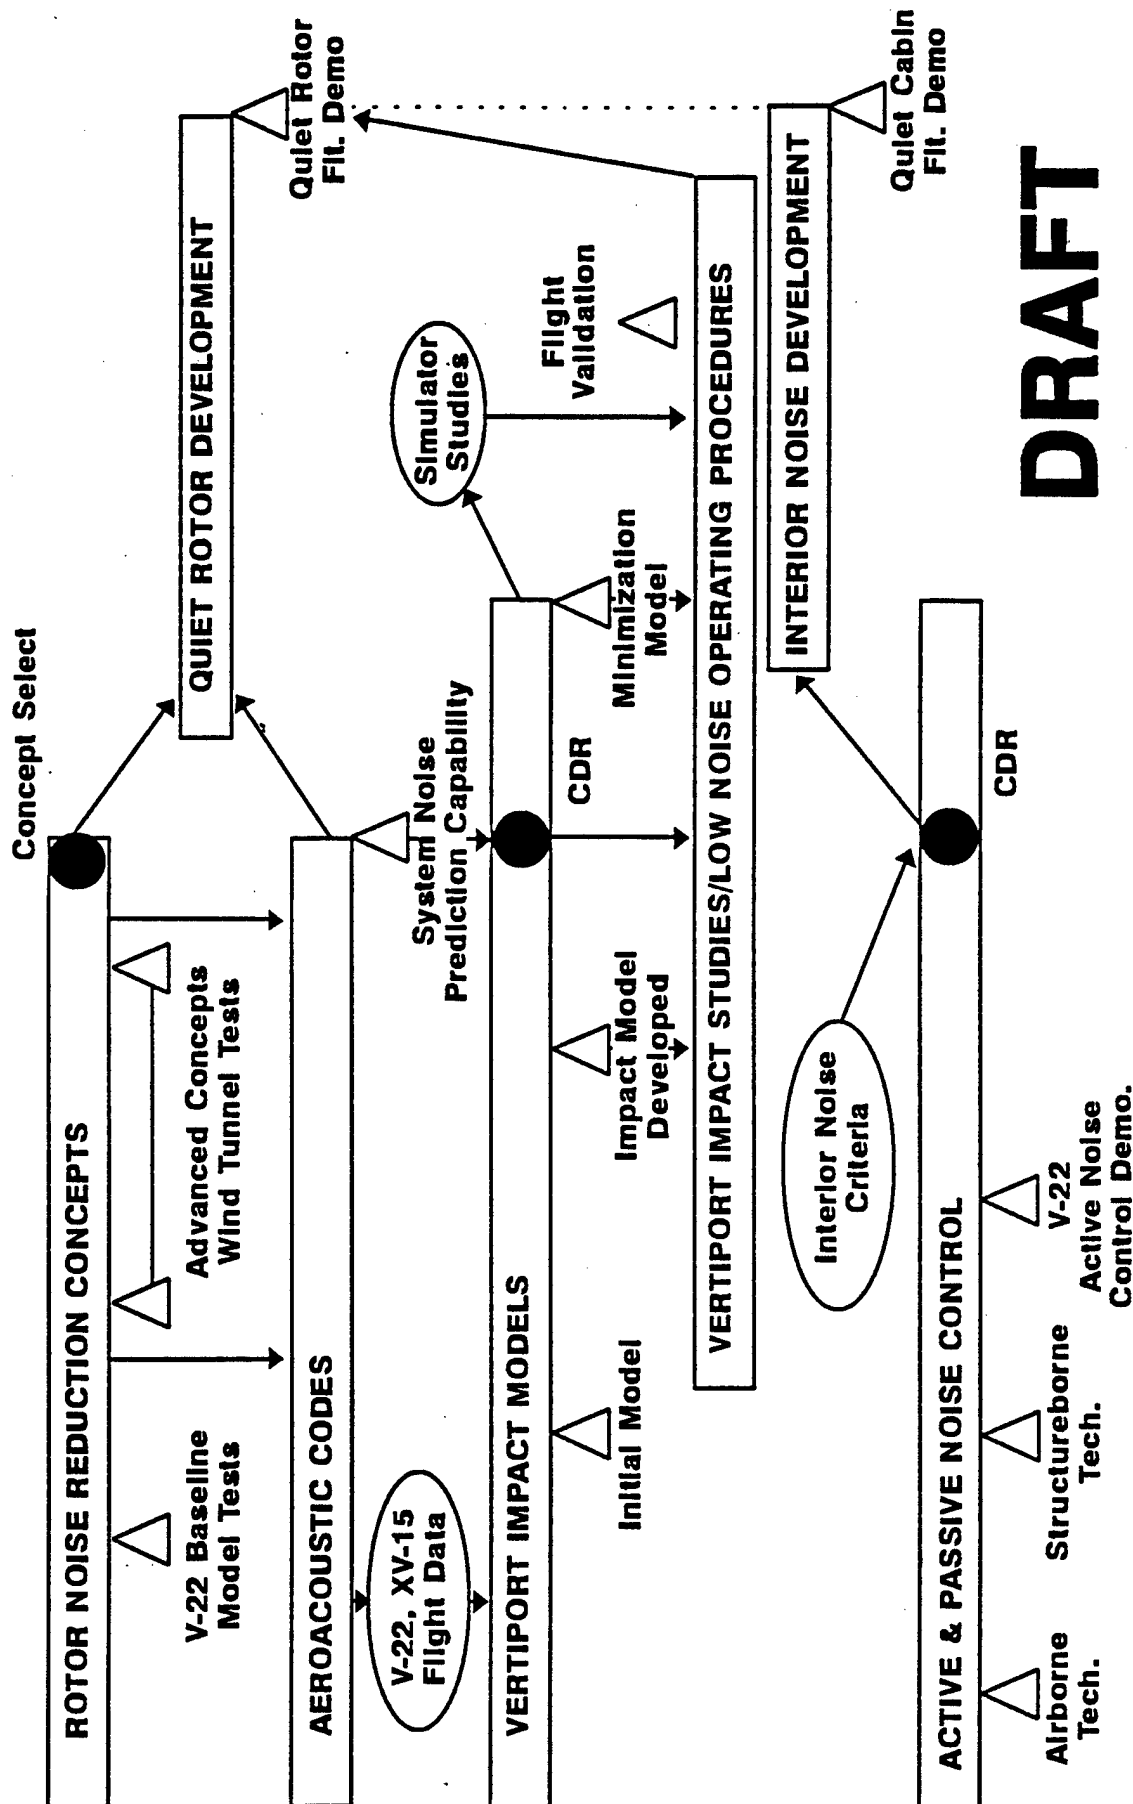 Concept Select
ROTOR NOISE REDUCTION CONCEPTS
V-22 Baseline
Model Tests
Advanced Concepts
Wind Tunnel Tests
QUIET ROTOR DEVELOPMENT
Quiet Rotor
Flt. Demo
AEROACOUSTIC CODES
V-22, XV-15
Flight Data
System Noise
Prediction Capability
Simulator
Studies
VERTIPORT IMPACT MODELS
CDR
Initial Model
Impact Model
Developed
Minimization
Model
Flight
Validation
VERTIPORT IMPACT STUDIES/LOW NOISE OPERATING PROCEDURES
INTERIOR NOISE DEVELOPMENT
Quiet Cabin
Flt. Demo
Interior Noise
Criteria
ACTIVE & PASSIVE NOISE CONTROL
CDR
Airborne
Tech.
Structureborne
Tech.
V-22
Active Noise
Control Demo.
DRAFT